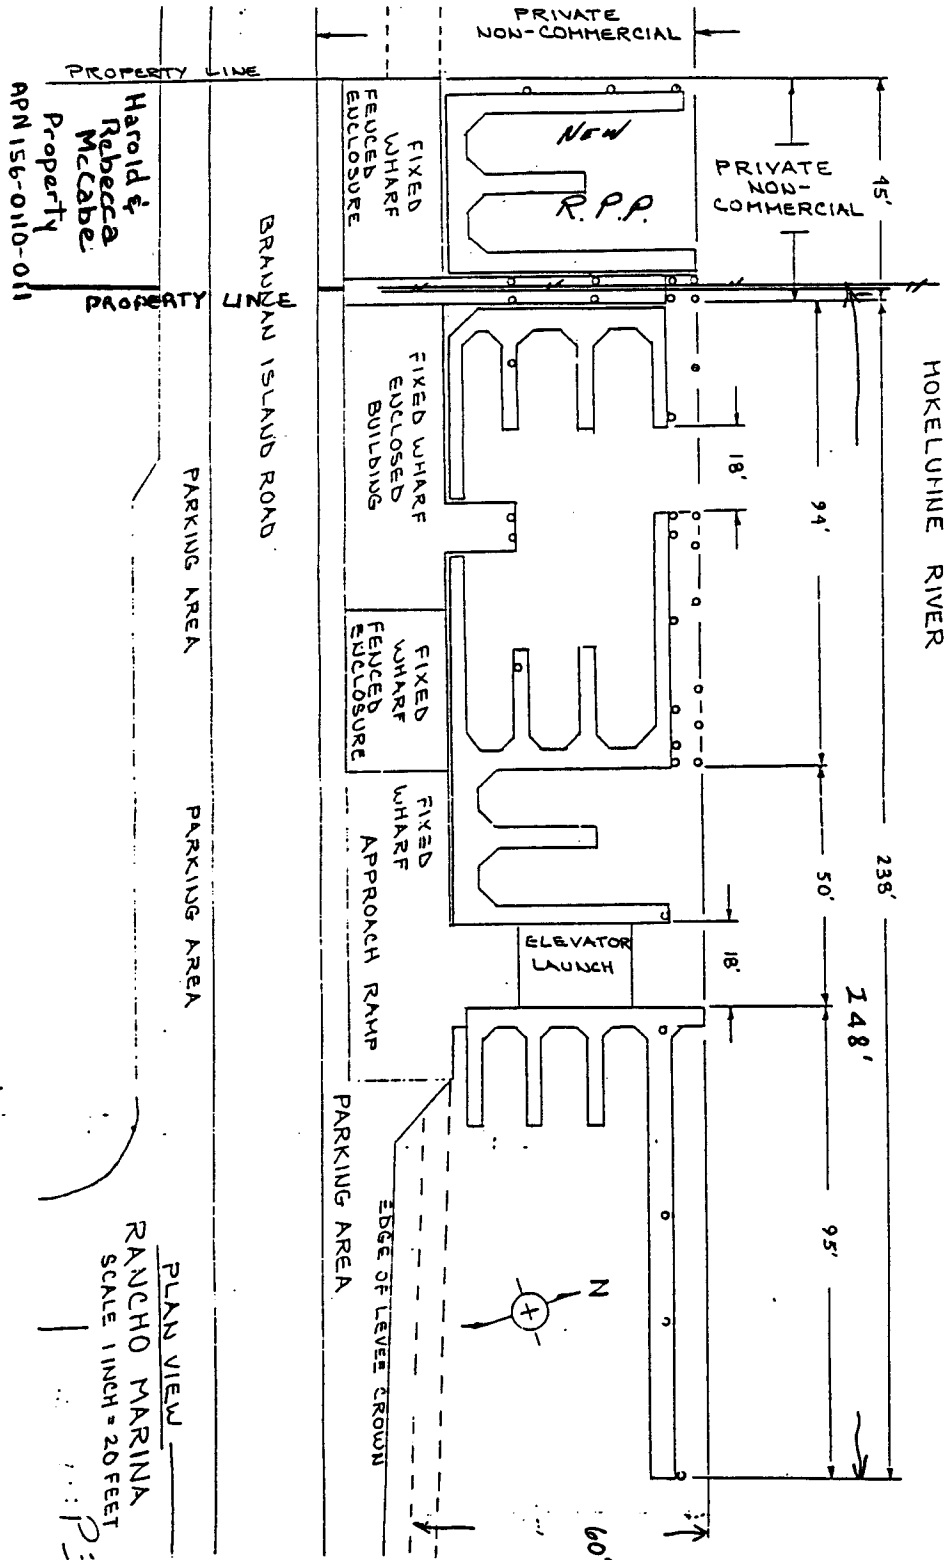 PRIVATE
NON-COMMERCIAL
PROPERTY LINE
Harold &
Rebecca
McCabe
Property
APN 156-0110-011
FIXED
WHARF
FENCED
ENCLOSURE
NEW
R.P.P.
PRIVATE
NON-
COMMERCIAL
45'
PROPERTY LINE
BRANNAN ISLAND ROAD
FIXED WHARF
ENCLOSED
BUILDING
18'
94'
MOKELUMNE RIVER
PARKING AREA
FIXED
WHARF
FENCED
ENCLOSURE
FIXED
WHARF
APPROACH RAMP
PARKING AREA
238'
50'
ELEVATOR
LAUNCH
18'
248'
95'
PARKING AREA
EDGE OF LEVEE CROWN
N
60'
PLAN VIEW
RANCHO MARINA
SCALE 1 INCH = 20 FEET